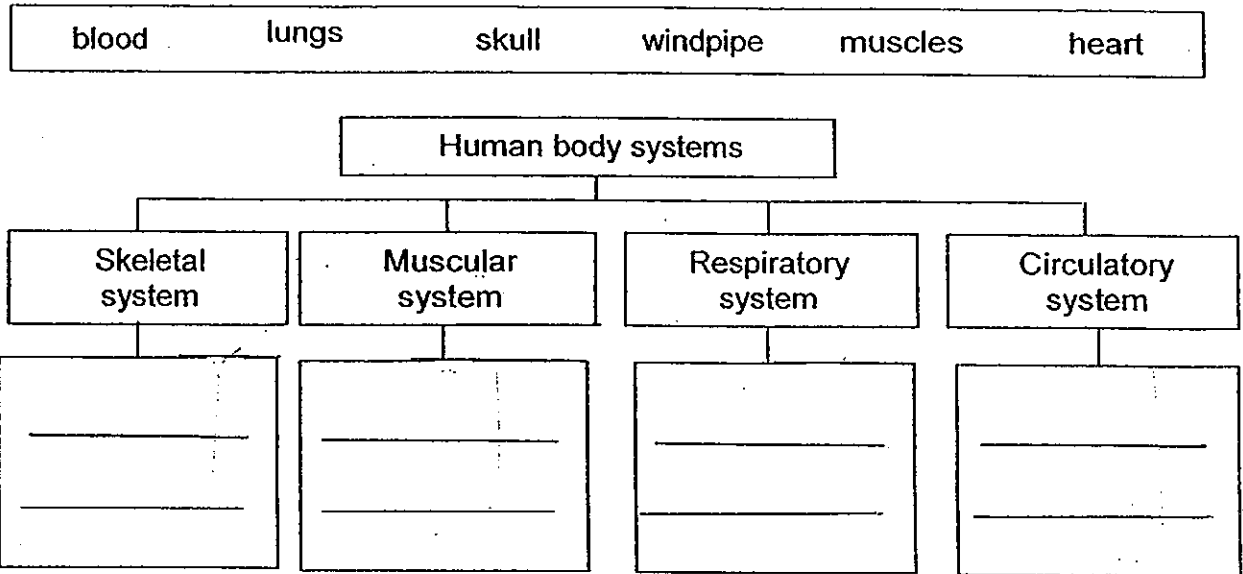 blood lungs skull windpipe muscles heart
Human body systems
Skeletal
system
Muscular
system
Respiratory
system
Circulatory
system